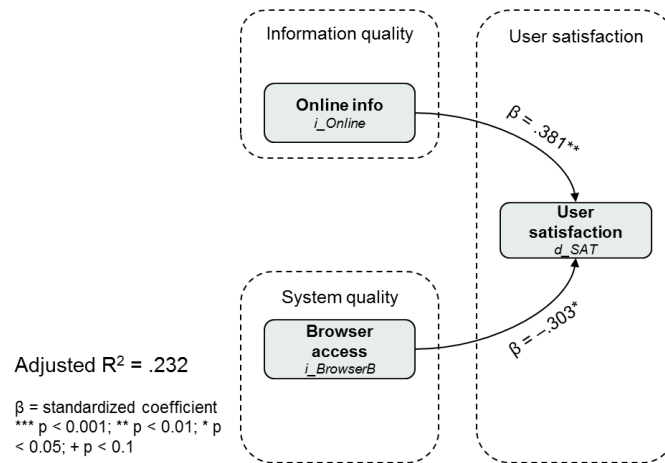 Information quality
User satisfaction
Online info
i_Online
β = .381**
User
satisfaction
d_SAT
System quality
Browser
access
i_BrowserB
β = –.303*
Adjusted R² = .232
β = standardized coefficient
*** p < 0.001; ** p < 0.01; * p
< 0.05; + p < 0.1